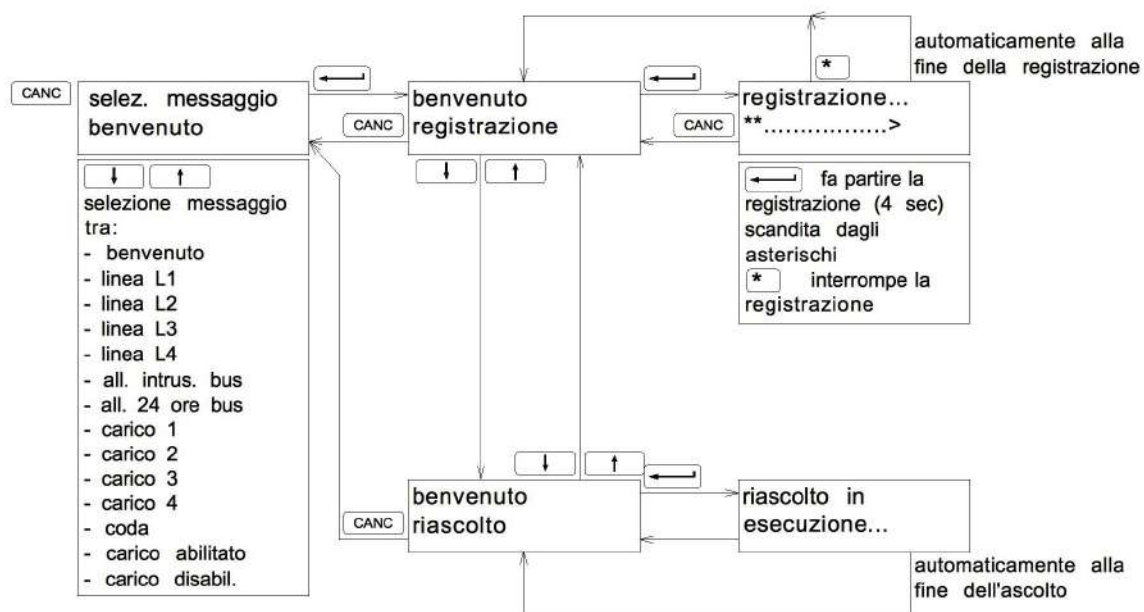 CANC
selez. messaggio
benvenuto
CANC
benvenuto
registrazione
CANC
*
registrazione...
**..................>
automaticamente alla
fine della registrazione
selezione messaggio
tra:
- benvenuto
- linea L1
- linea L2
- linea L3
- linea L4
- all. intrus. bus
- all. 24 ore bus
- carico 1
- carico 2
- carico 3
- carico 4
- coda
- carico abilitato
- carico disabil.
fa partire la
registrazione (4 sec)
scandita dagli
asterischi
* interrompe la
registrazione
CANC
benvenuto
riascolto
riascolto in
esecuzione...
automaticamente alla
fine dell'ascolto